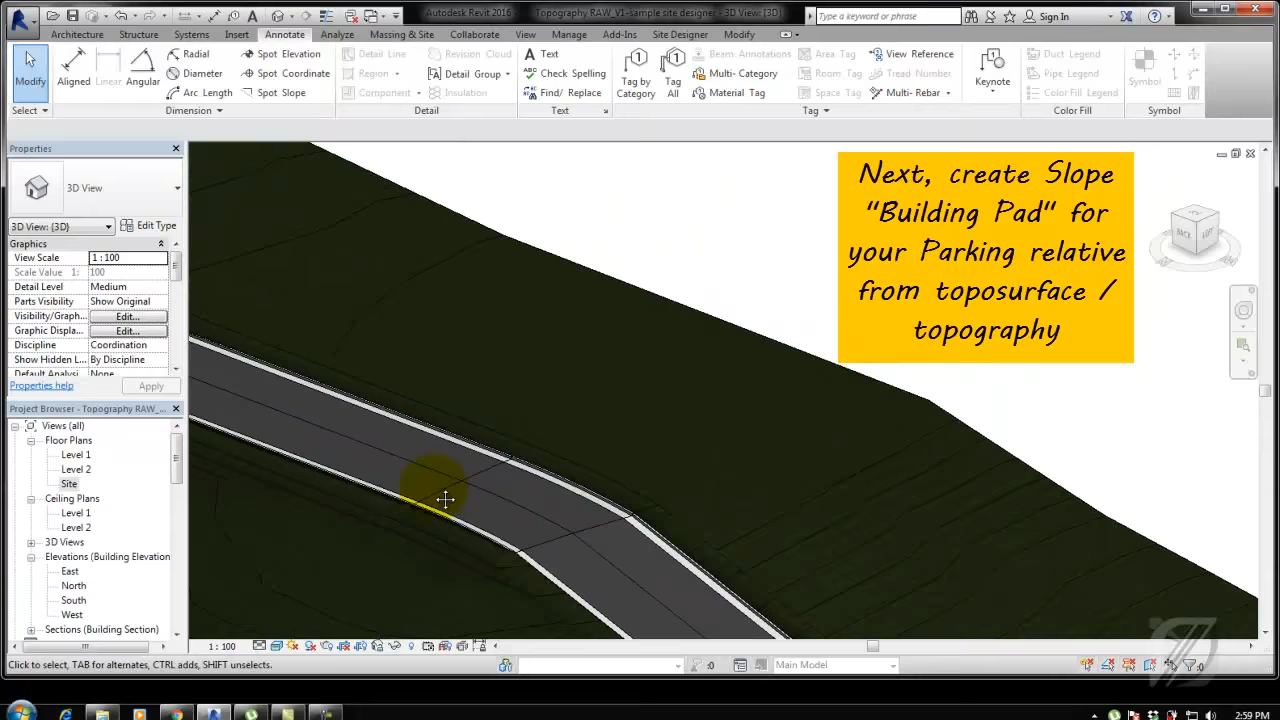 Autodesk Revit 2016
Topography RAW_V1-sample site designer - 3D View: {3D}
Type a keyword or phrase
Sign In
Architecture Structure Systems Insert Annotate Analyze Massing & Site Collaborate View Manage Add-Ins Site Designer Modify
Modify
Aligned
Linear
Angular
Radial
Diameter
Arc Length
Spot Elevation
Spot Coordinate
Spot Slope
Detail Line
Region
Component
Revision Cloud
Detail Group
Insulation
Text
Check Spelling
Find/ Replace
Tag by
Category
Tag
All
Beam Annotations
Multi- Category
Material Tag
Area Tag
Room Tag
Space Tag
View Reference
Tread Number
Multi- Rebar
Keynote
Duct Legend
Pipe Legend
Color Fill Legend
Symbol
Select
Dimension
Detail
Text
Tag
Color Fill
Symbol
Properties
3D View
3D View: {3D}
Edit Type
Graphics
View Scale 1 : 100
Scale Value 1: 100
Detail Level Medium
Parts Visibility Show Original
Visibility/Graph... Edit...
Graphic Displa... Edit...
Discipline Coordination
Show Hidden L... By Discipline
Default Analysi... None
Properties help
Apply
Project Browser - Topography RAW_...
Views (all)
Floor Plans
Level 1
Level 2
Site
Ceiling Plans
Level 1
Level 2
3D Views
Elevations (Building Elevation
East
North
South
West
Sections (Building Section)
Next, create Slope
"Building Pad" for
your Parking relative
from toposurface /
topography
BACK
LEFT
1 : 100
Click to select, TAB for alternates, CTRL adds, SHIFT unselects.
:0
Main Model
:0
2:59 PM